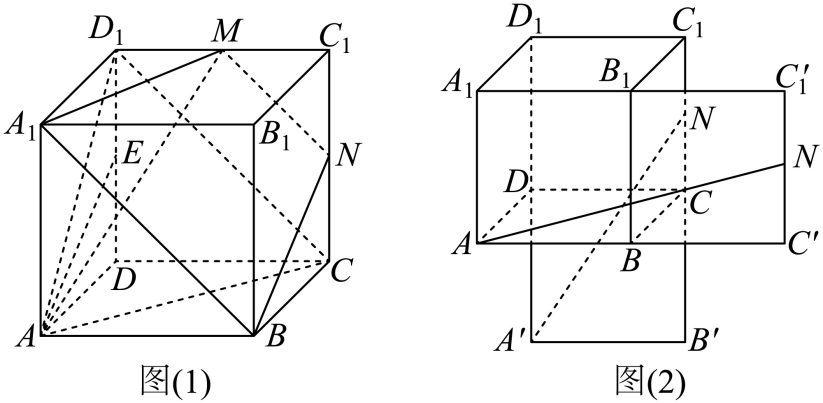 D₁ M C₁
A₁ B₁
E N
D C
A B
图(1)
D₁ C₁
A₁ B₁ C₁′
N
N
D C
A B C′
A′ B′
图(2)